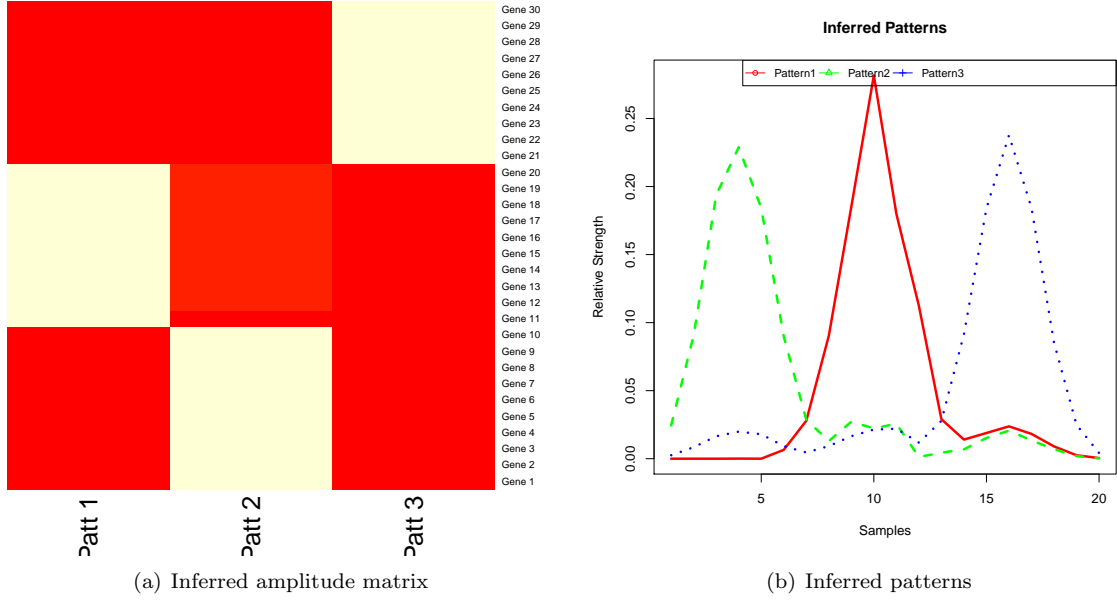 Gene 30
Gene 29
Gene 28
Gene 27
Gene 26
Gene 25
Gene 24
Gene 23
Gene 22
Gene 21
Gene 20
Gene 19
Gene 18
Gene 17
Gene 16
Gene 15
Gene 14
Gene 13
Gene 12
Gene 11
Gene 10
Gene 9
Gene 8
Gene 7
Gene 6
Gene 5
Gene 4
Gene 3
Gene 2
Gene 1
Patt 1
Patt 2
Patt 3
(a) Inferred amplitude matrix
Inferred Patterns
Pattern1 Pattern2 Pattern3
Relative Strength
0.25
0.20
0.15
0.10
0.05
0.00
5 10 15 20
Samples
(b) Inferred patterns